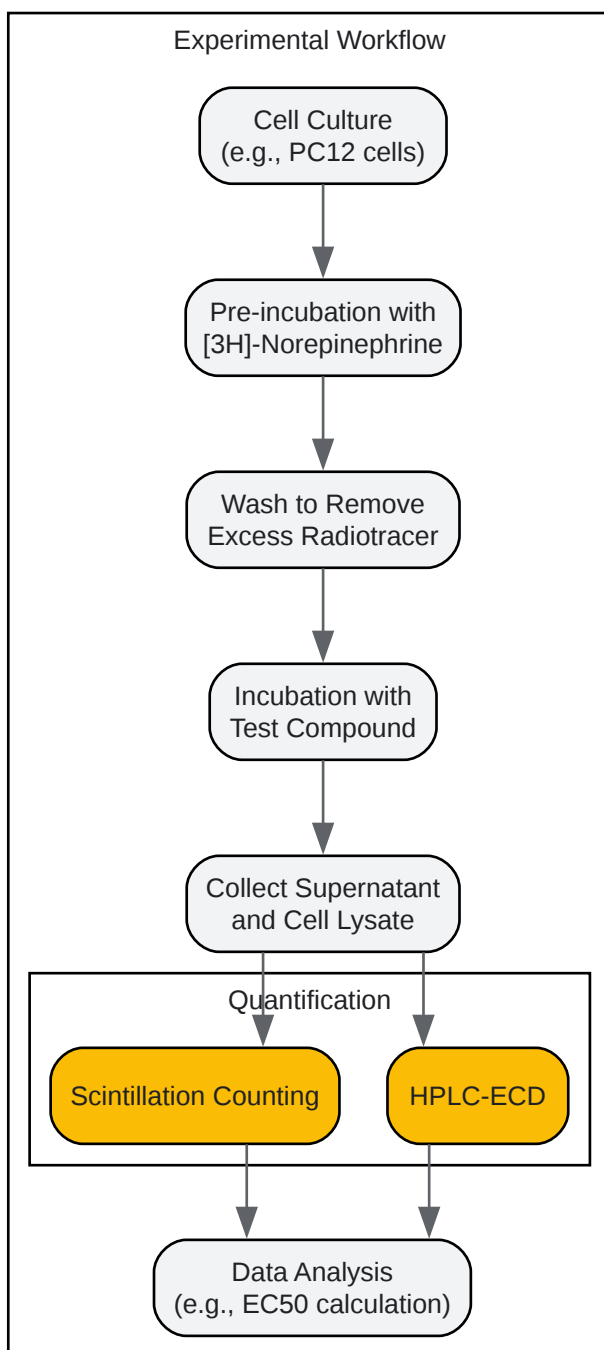 Experimental Workflow
Cell Culture
(e.g., PC12 cells)
Pre-incubation with
[3H]-Norepinephrine
Wash to Remove
Excess Radiotracer
Incubation with
Test Compound
Collect Supernatant
and Cell Lysate
Quantification
Scintillation Counting
HPLC-ECD
Data Analysis
(e.g., EC50 calculation)